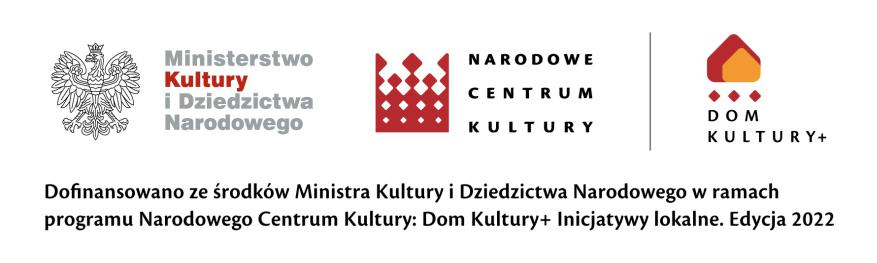 Ministerstwo
Kultury
i Dziedzictwa
Narodowego
NARODOWE
CENTRUM
KULTURY
DOM
KULTURY+
Dofinansowano ze środków Ministra Kultury i Dziedzictwa Narodowego w ramach
programu Narodowego Centrum Kultury: Dom Kultury+ Inicjatywy lokalne. Edycja 2022